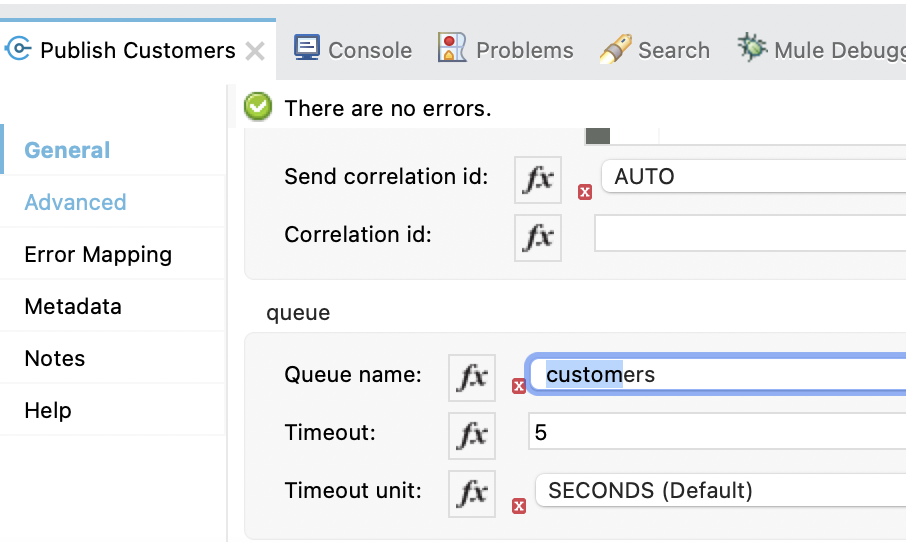 Publish Customers Console Problems Search Mule Debugg
There are no errors.
General
Advanced
Error Mapping
Metadata
Notes
Help
Send correlation id: fx AUTO
Correlation id: fx
queue
Queue name: fx customers
Timeout: fx 5
Timeout unit: fx SECONDS (Default)